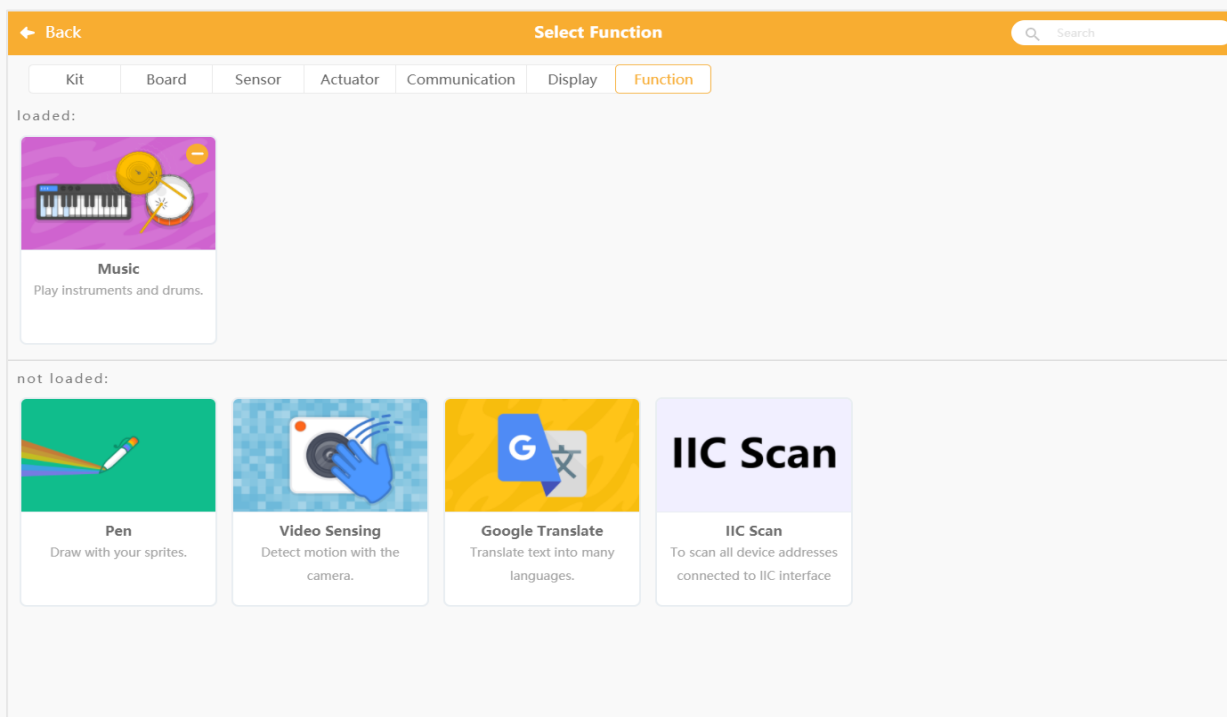 Back
Select Function
Search
Kit
Board
Sensor
Actuator
Communication
Display
Function
loaded:
Music
Play instruments and drums.
not loaded:
G
文
IIC Scan
Pen
Draw with your sprites.
Video Sensing
Detect motion with the
camera.
Google Translate
Translate text into many
languages.
IIC Scan
To scan all device addresses
connected to IIC interface